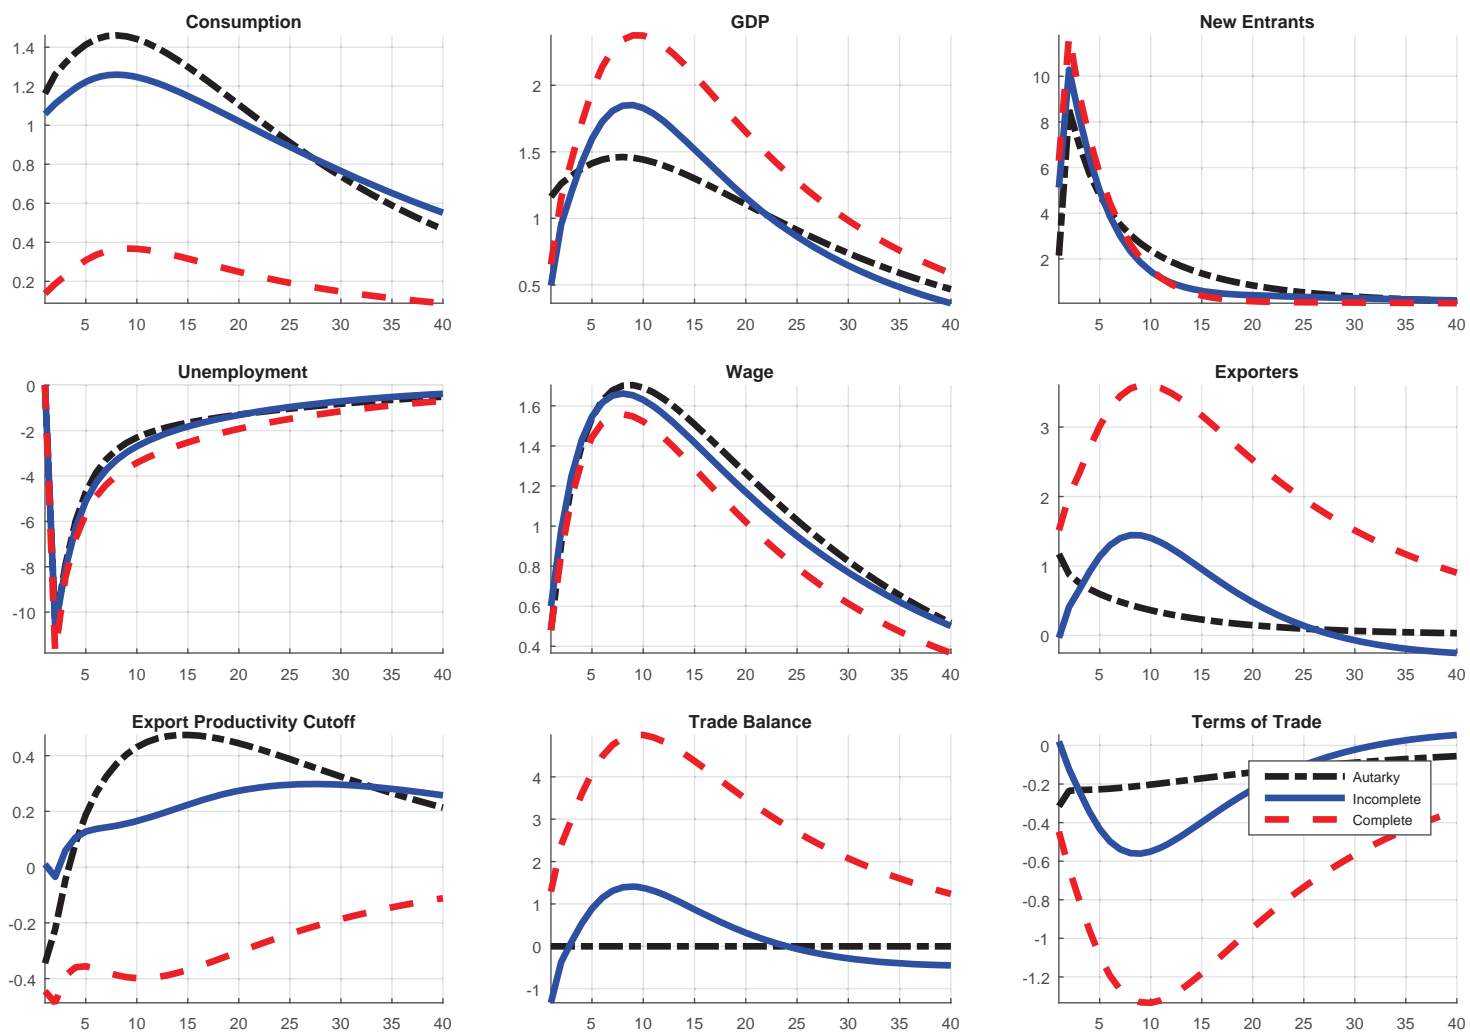 Consumption
GDP
New Entrants
1.4
1.2
1
0.8
0.6
0.4
0.2
5 10 15 20 25 30 35 40
2
1.5
1
0.5
5 10 15 20 25 30 35 40
10
8
6
4
2
5 10 15 20 25 30 35 40
Unemployment
Wage
Exporters
0
-2
-4
-6
-8
-10
5 10 15 20 25 30 35 40
1.6
1.4
1.2
1
0.8
0.6
0.4
5 10 15 20 25 30 35 40
3
2
1
0
5 10 15 20 25 30 35 40
Export Productivity Cutoff
Trade Balance
Terms of Trade
0.4
0.2
0
-0.2
-0.4
5 10 15 20 25 30 35 40
4
3
2
1
0
-1
5 10 15 20 25 30 35 40
0
-0.2
-0.4
-0.6
-0.8
-1
-1.2
5 10 15 20 25 30 35 40
Autarky
Incomplete
Complete